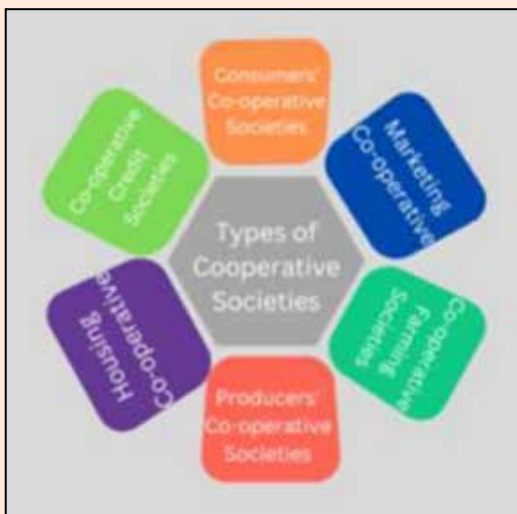 Consumers'
Co-operative
Societies
Marketing
Co-operative
Co-operative
Farming
Societies
Producers'
Co-operative
Societies
Housing
Co-operative
Co-operative
Credit
Societies
Types of
Cooperative
Societies